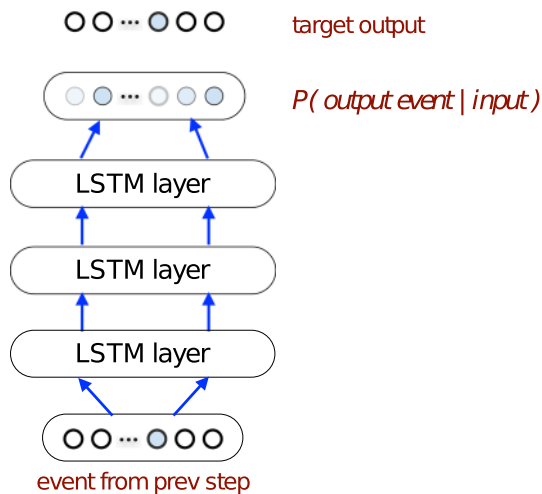 target output
P( output event | input )
LSTM layer
LSTM layer
LSTM layer
event from prev step